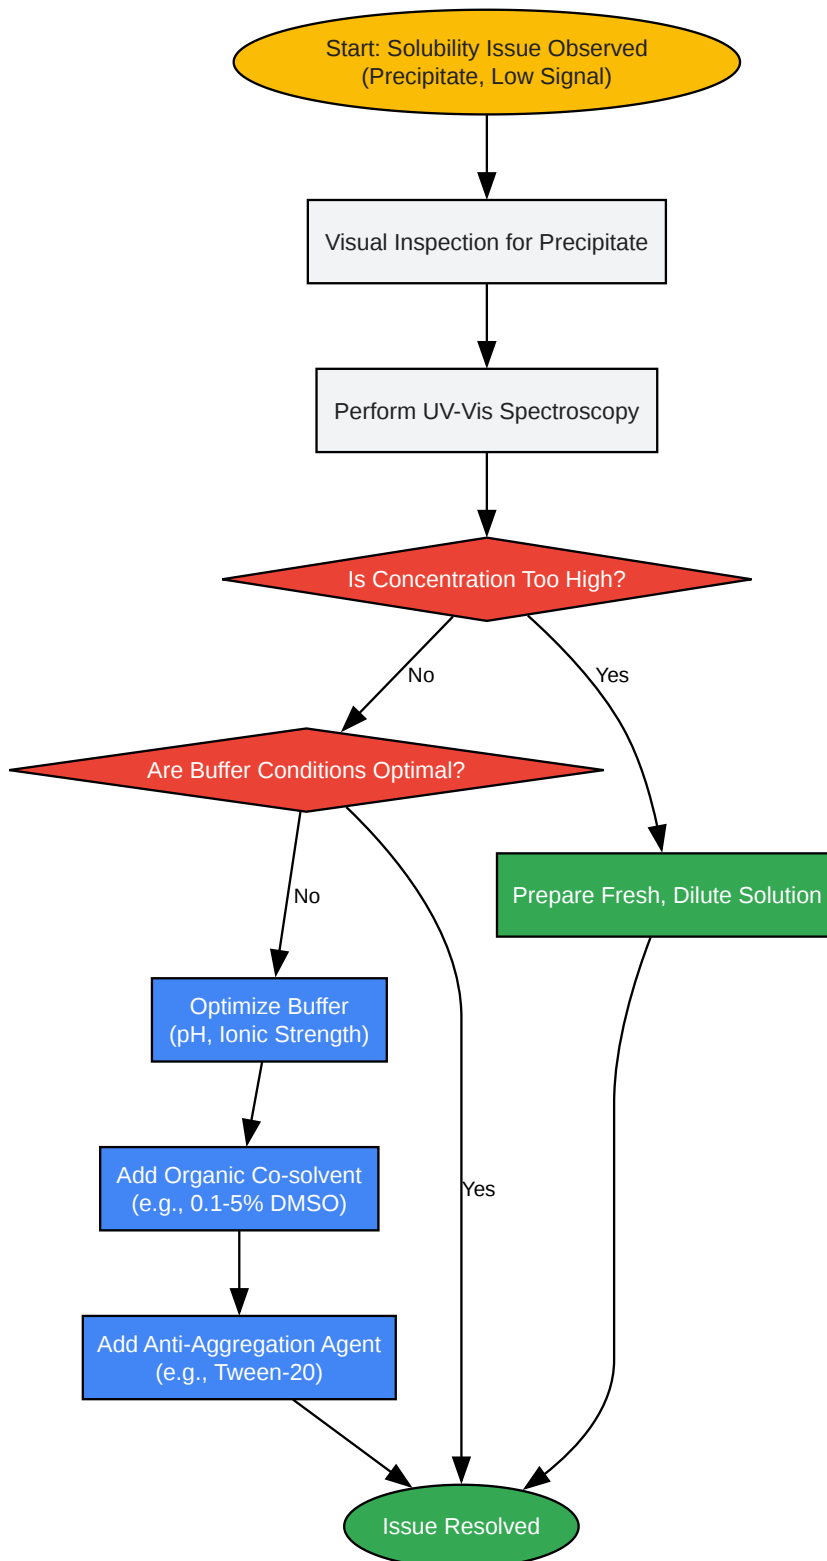 Start: Solubility Issue Observed
(Precipitate, Low Signal)
Visual Inspection for Precipitate
Perform UV-Vis Spectroscopy
Is Concentration Too High?
No
Yes
Are Buffer Conditions Optimal?
Prepare Fresh, Dilute Solution
No
Optimize Buffer
(pH, Ionic Strength)
Add Organic Co-solvent
(e.g., 0.1-5% DMSO)
Yes
Add Anti-Aggregation Agent
(e.g., Tween-20)
Issue Resolved